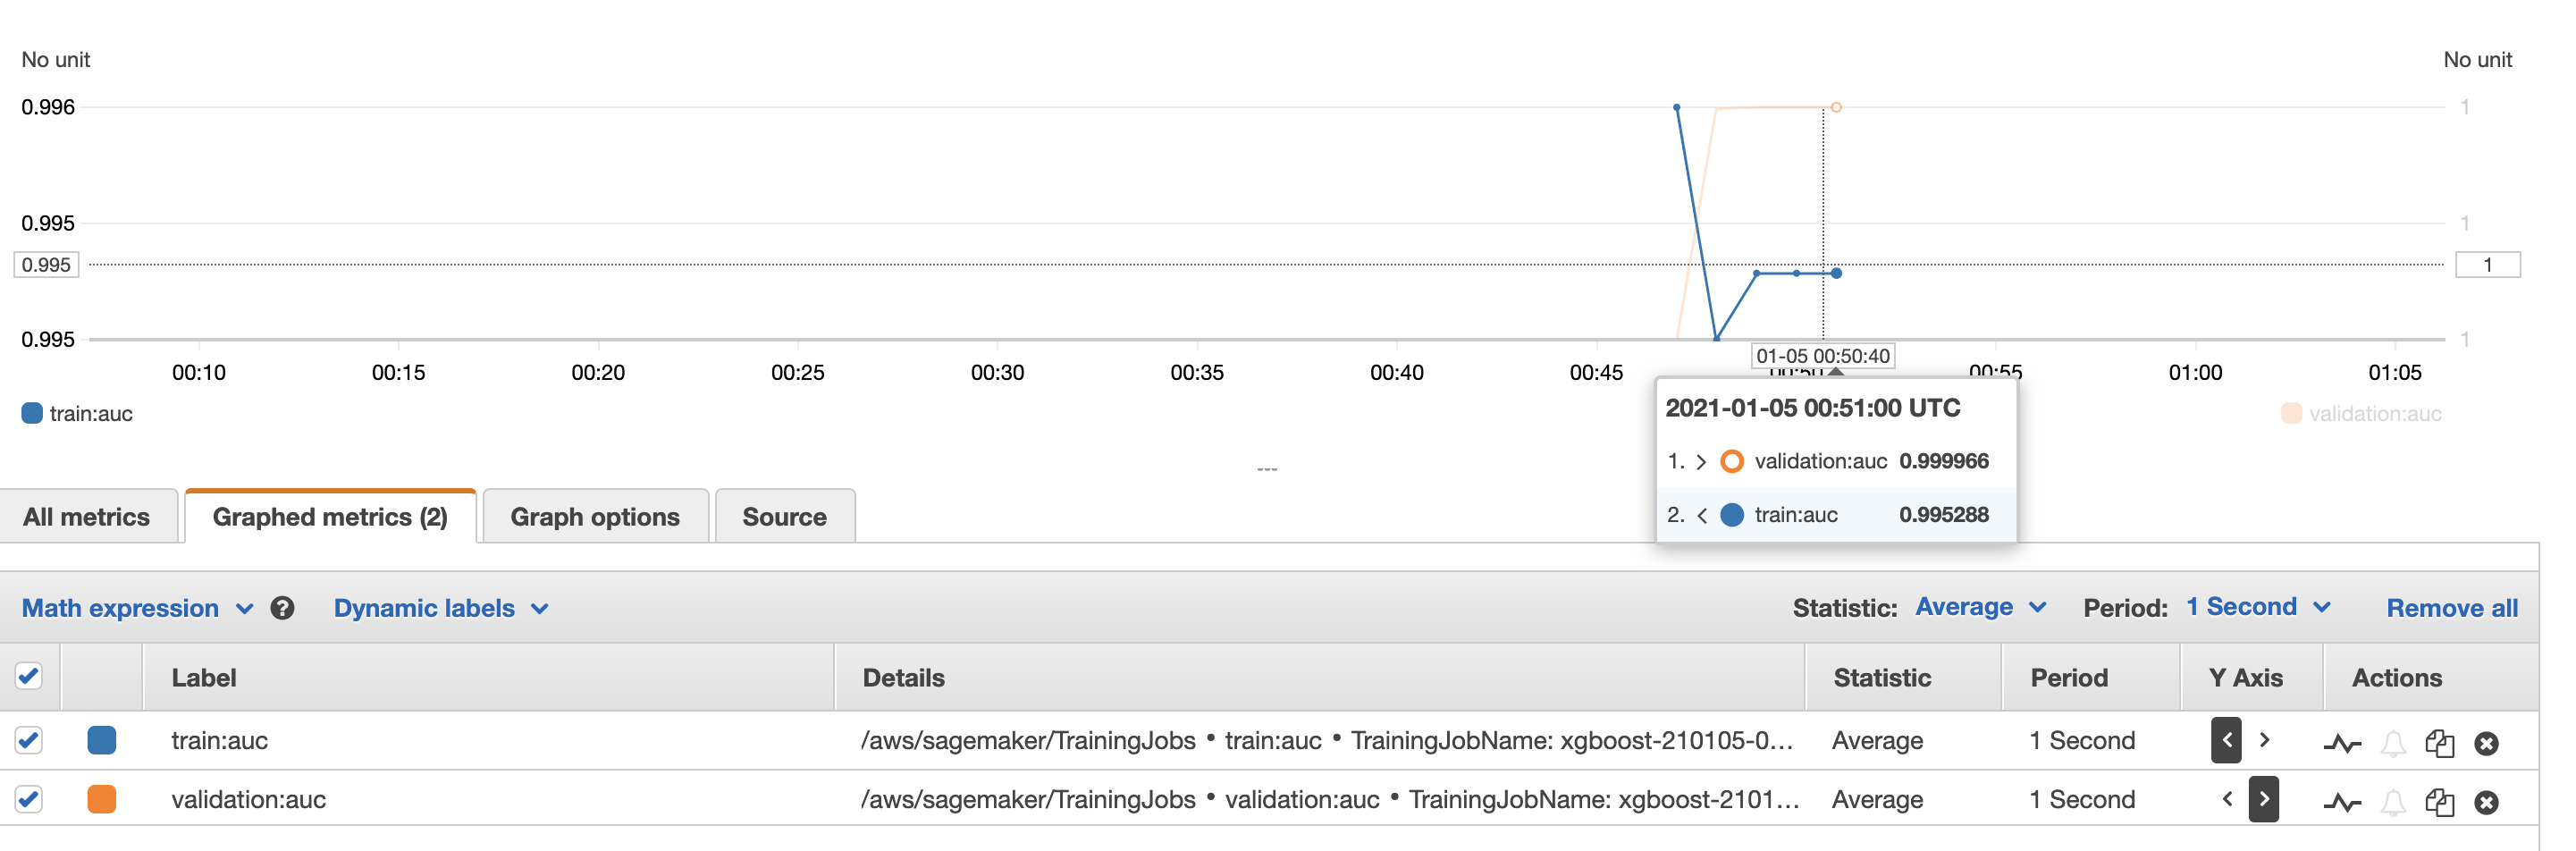 No unit No unit
0.996 1
0.995 1
0.995 1
0.995 1
01-05 00:50:40
00:10 00:15 00:20 00:25 00:30 00:35 00:40 00:45 00:50 00:55 01:00 01:05
train:auc validation:auc
2021-01-05 00:51:00 UTC
1. > validation:auc 0.999966
2. < train:auc 0.995288
---
All metrics Graphed metrics (2) Graph options Source
Math expression ? Dynamic labels Statistic: Average Period: 1 Second Remove all
Label Details Statistic Period Y Axis Actions
train:auc /aws/sagemaker/TrainingJobs • train:auc • TrainingJobName: xgboost-210105-0... Average 1 Second < >
validation:auc /aws/sagemaker/TrainingJobs • validation:auc • TrainingJobName: xgboost-2101... Average 1 Second < >